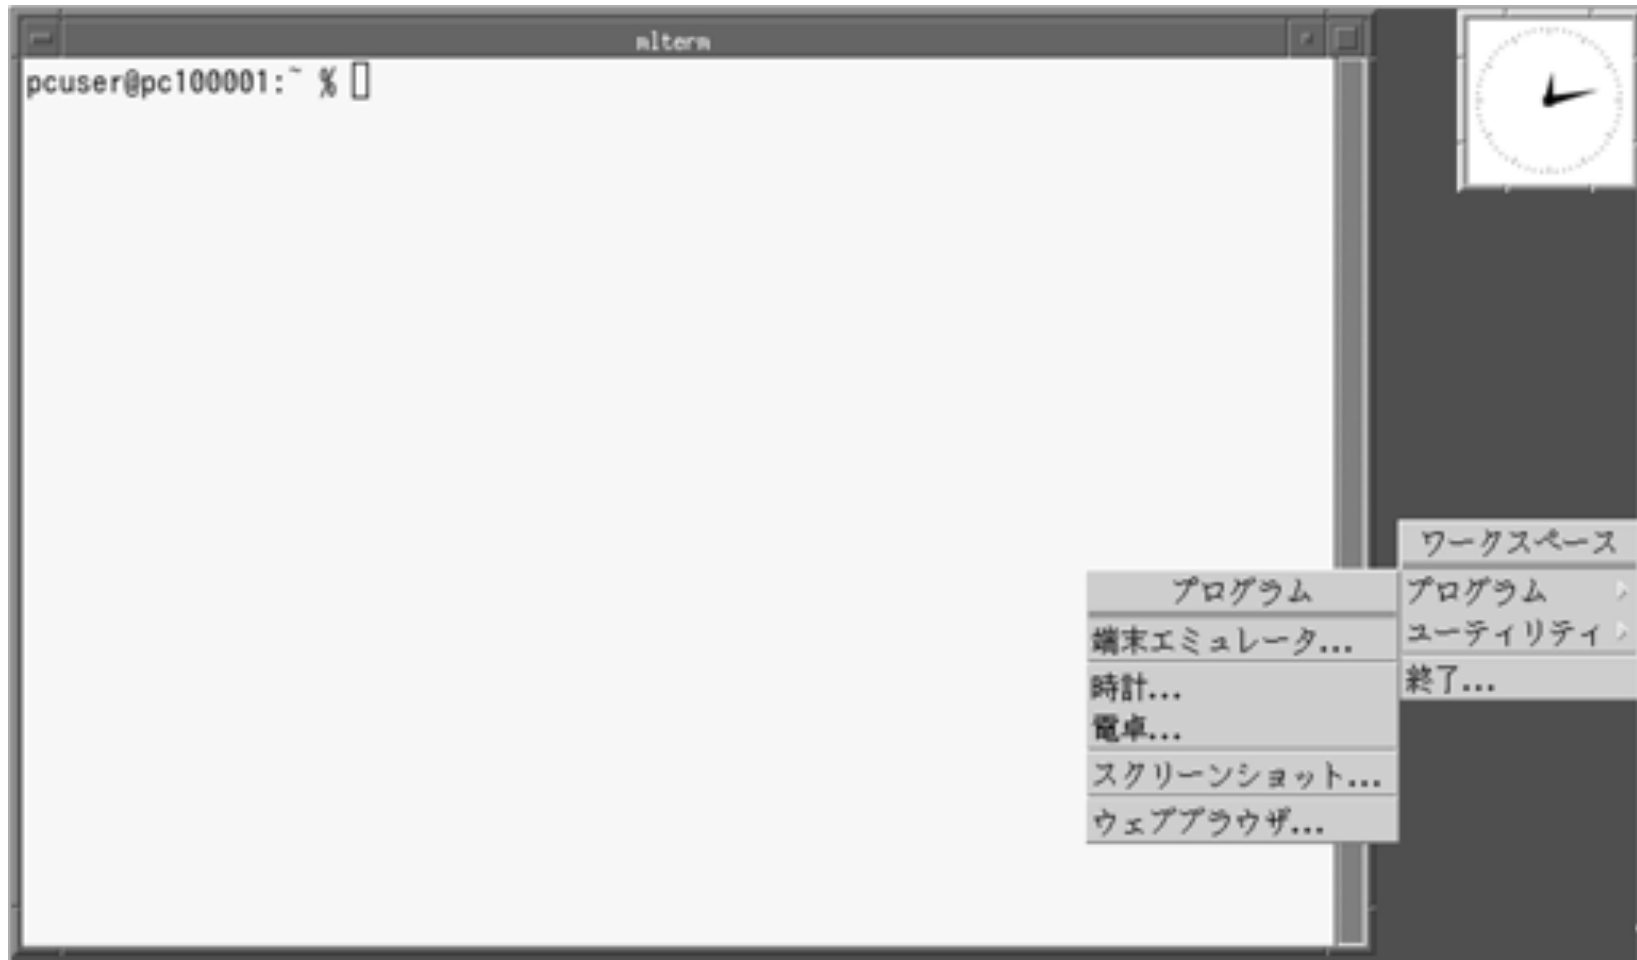 mlterm
pcuser@pc100001:~ %
ワークスペース
プログラム
ユーティリティ
終了...
プログラム
端末エミュレータ...
時計...
電卓...
スクリーンショット...
ウェブブラウザ...